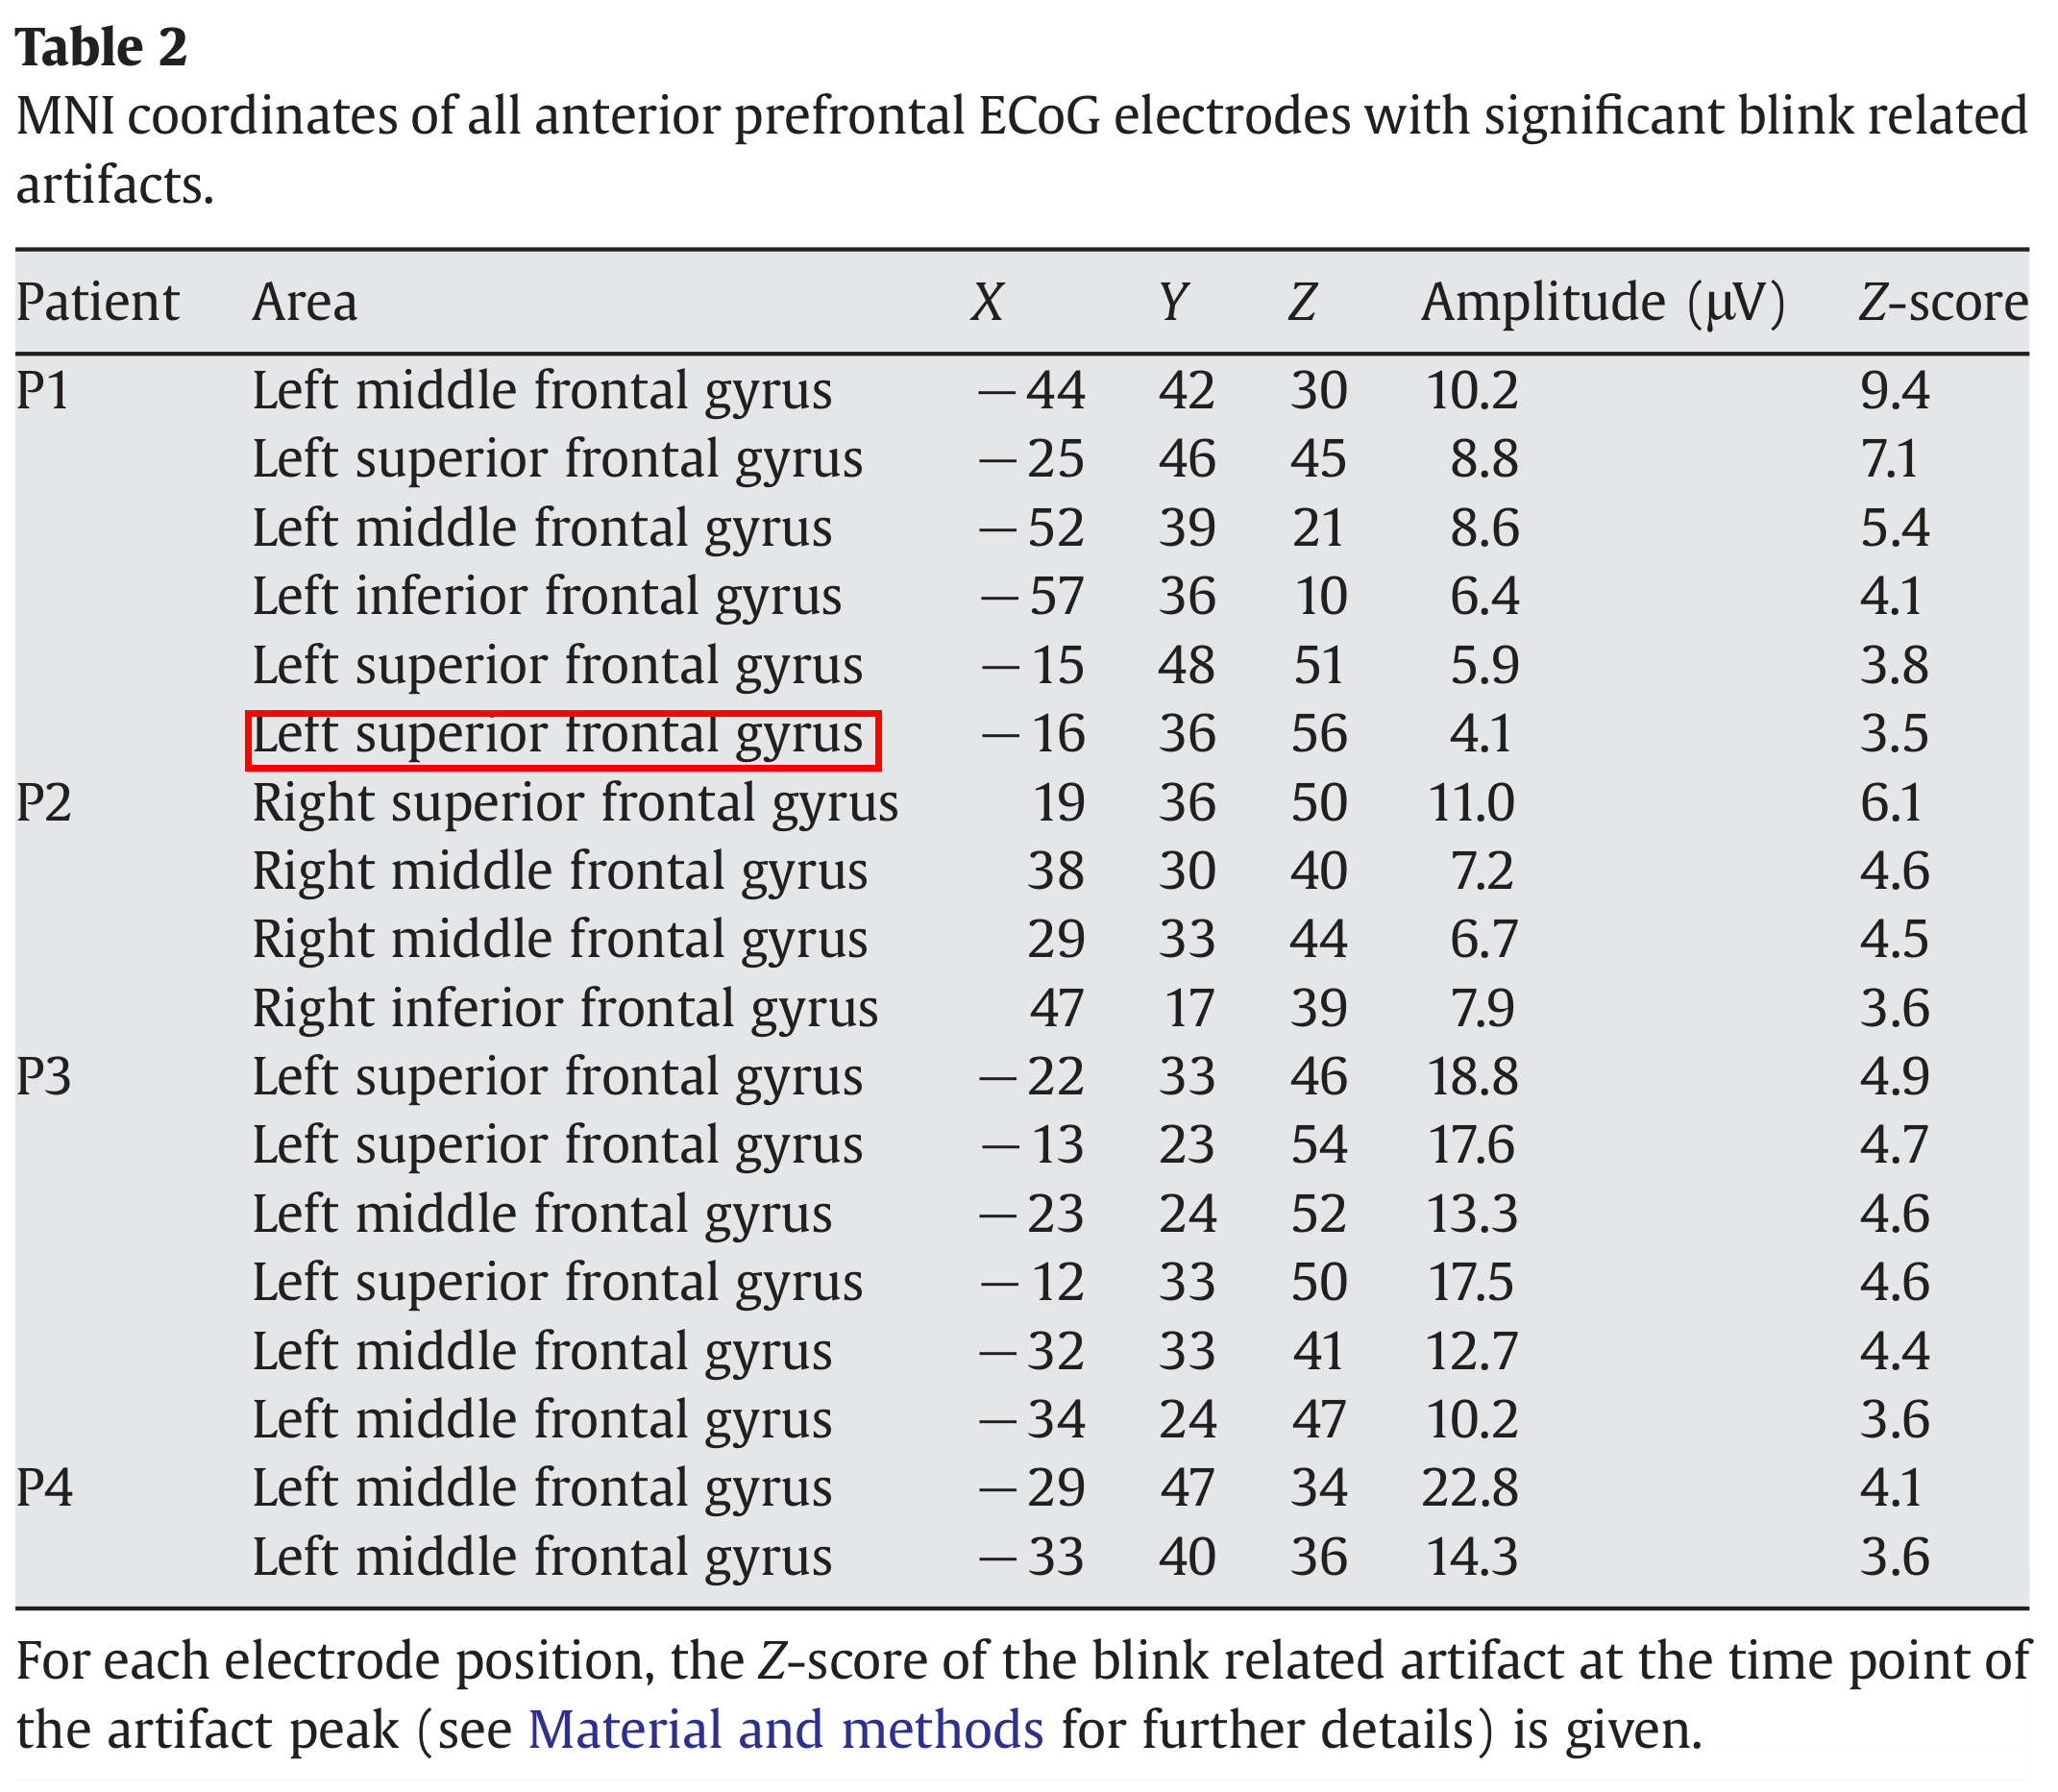 Table 2
MNI coordinates of all anterior prefrontal ECoG electrodes with significant blink related
artifacts.
Patient Area X Y Z Amplitude (μV) Z-score
P1 Left middle frontal gyrus −44 42 30 10.2 9.4
Left superior frontal gyrus −25 46 45 8.8 7.1
Left middle frontal gyrus −52 39 21 8.6 5.4
Left inferior frontal gyrus −57 36 10 6.4 4.1
Left superior frontal gyrus −15 48 51 5.9 3.8
Left superior frontal gyrus −16 36 56 4.1 3.5
P2 Right superior frontal gyrus 19 36 50 11.0 6.1
Right middle frontal gyrus 38 30 40 7.2 4.6
Right middle frontal gyrus 29 33 44 6.7 4.5
Right inferior frontal gyrus 47 17 39 7.9 3.6
P3 Left superior frontal gyrus −22 33 46 18.8 4.9
Left superior frontal gyrus −13 23 54 17.6 4.7
Left middle frontal gyrus −23 24 52 13.3 4.6
Left superior frontal gyrus −12 33 50 17.5 4.6
Left middle frontal gyrus −32 33 41 12.7 4.4
Left middle frontal gyrus −34 24 47 10.2 3.6
P4 Left middle frontal gyrus −29 47 34 22.8 4.1
Left middle frontal gyrus −33 40 36 14.3 3.6
For each electrode position, the Z-score of the blink related artifact at the time point of
the artifact peak (see Material and methods for further details) is given.